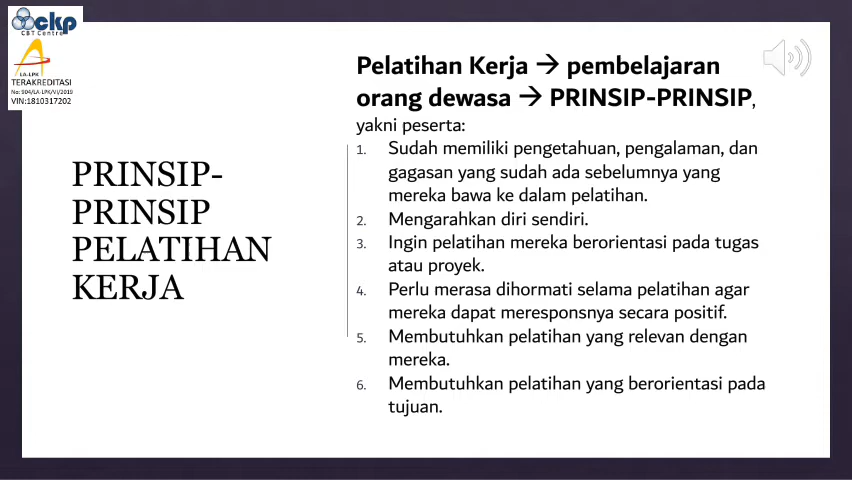 ckp
CBT Centre
LA-LPK
TERAKREDITASI
No: 904/LA-LPK/VI/2019
VIN:1810317202
PRINSIP-
PRINSIP
PELATIHAN
KERJA
Pelatihan Kerja → pembelajaran
orang dewasa → PRINSIP-PRINSIP,
yakni peserta:
1. Sudah memiliki pengetahuan, pengalaman, dan
gagasan yang sudah ada sebelumnya yang
mereka bawa ke dalam pelatihan.
2. Mengarahkan diri sendiri.
3. Ingin pelatihan mereka berorientasi pada tugas
atau proyek.
4. Perlu merasa dihormati selama pelatihan agar
mereka dapat meresponsnya secara positif.
5. Membutuhkan pelatihan yang relevan dengan
mereka.
6. Membutuhkan pelatihan yang berorientasi pada
tujuan.